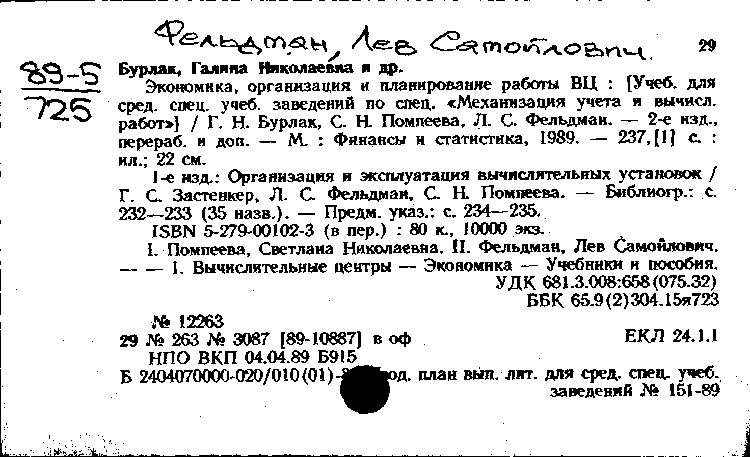 Фельдман, Лев Самойлович.
29
89-5
725
Бурлак, Галина Николаевна и др.
Экономика, организация и планирование работы ВЦ : [Учеб. для
сред. спец. учеб. заведений по спец. «Механизация учета и вычисл.
работ»] / Г. Н. Бурлак, С. Н. Помпеева, Л. С. Фельдман. — 2-е изд.,
перераб. и доп. — М. : Финансы и статистика, 1989. — 237,[1] с. :
ил.; 22 см.
1-е изд.: Организация и эксплуатация вычислительных установок /
Г. С. Застенкер, Л. С. Фельдман, С. Н. Помпеева. — Библиогр.: с.
232—233 (35 назв.). — Предм. указ.: с. 234—235.
ISBN 5-279-00102-3 (в пер.) : 80 к., 10000 экз.
I. Помпеева, Светлана Николаевна. II. Фельдман, Лев Самойлович.
— — 1. Вычислительные центры — Экономика — Учебники и пособия.
УДК 681.3.008:658(075.32)
ББК 65.9(2)304.15я723
№ 12263
29 № 263 № 3087 [89-10887] в оф ЕКЛ 24.1.1
НПО ВКП 04.04.89 Б915
Б 2404070000-020/010(01)- од. план вып. лит. для сред. спец. учеб.
заведений № 151-89